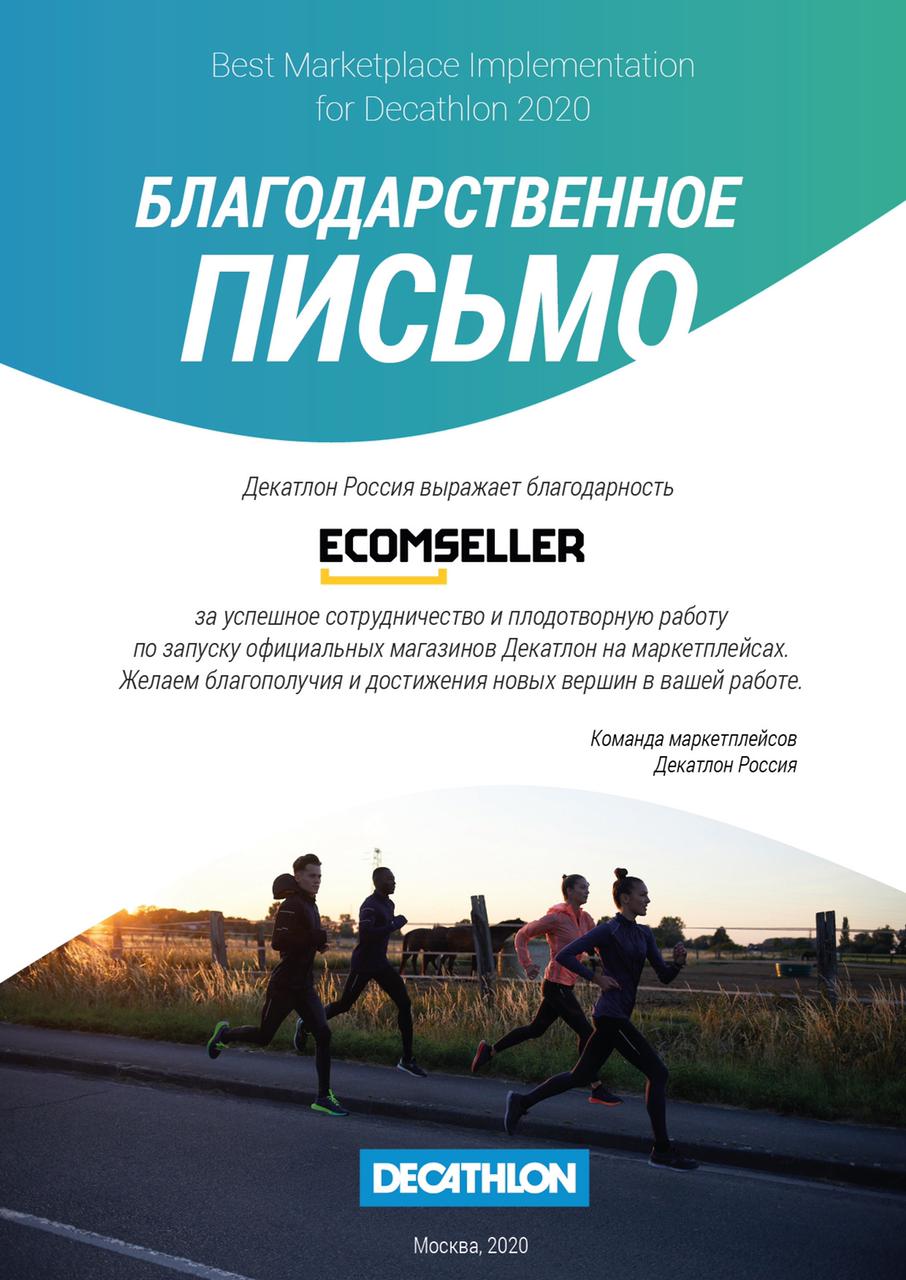 Best Marketplace Implementation
for Decathlon 2020
БЛАГОДАРСТВЕННОЕ
ПИСЬМО
Декатлон Россия выражает благодарность
ECOMSELLER
за успешное сотрудничество и плодотворную работу
по запуску официальных магазинов Декатлон на маркетплейсах.
Желаем благополучия и достижения новых вершин в вашей работе.
Команда маркетплейсов
Декатлон Россия
DECATHLON
Москва, 2020